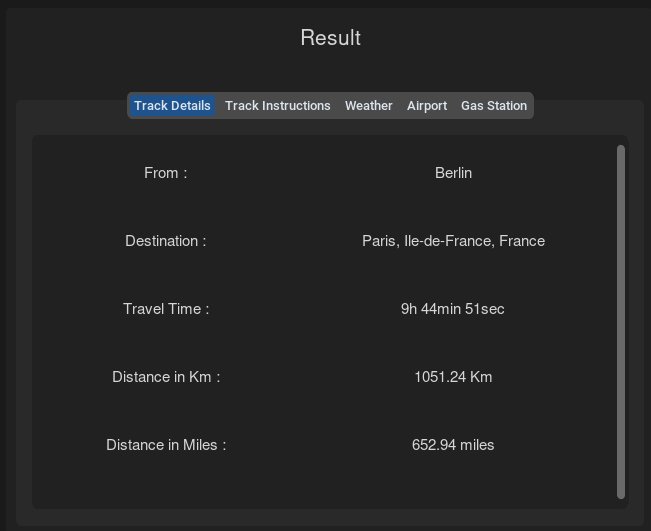 Result
Track Details Track Instructions Weather Airport Gas Station
From : Berlin
Destination : Paris, Ile-de-France, France
Travel Time : 9h 44min 51sec
Distance in Km : 1051.24 Km
Distance in Miles : 652.94 miles